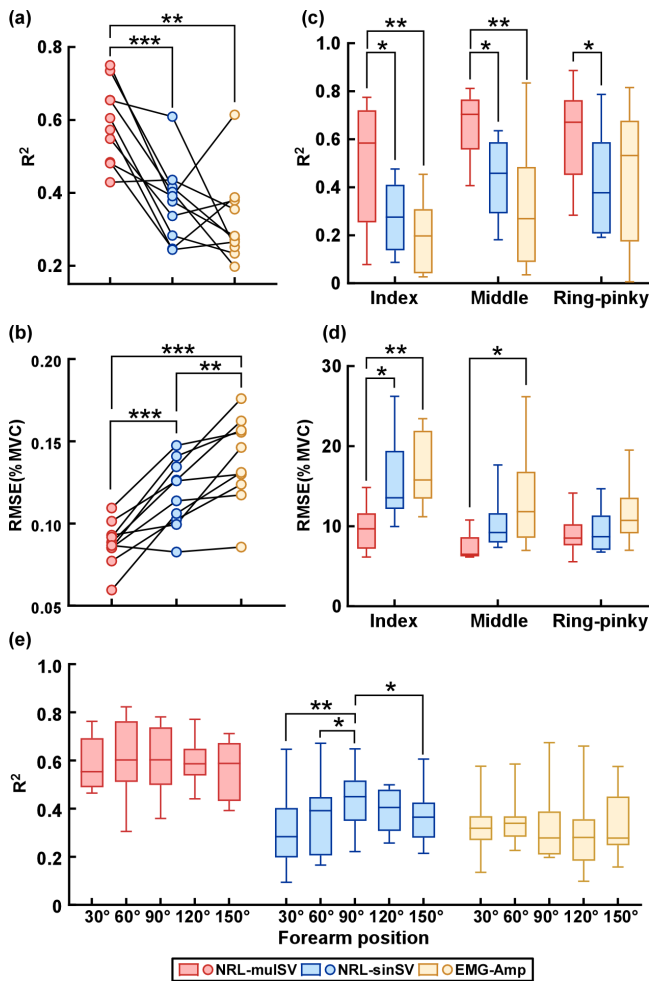 (a)
**
***
0.8
0.6
0.4
0.2
R²
(c)
**
*
**
*
*
1.0
0.8
0.6
0.4
0.2
0
R²
Index Middle Ring-pinky
(b)
***
**
***
0.20
0.15
0.10
0.05
RMSE(% MVC)
(d)
**
*
*
30
20
10
0
RMSE(% MVC)
Index Middle Ring-pinky
(e)
**
*
*
1.0
0.8
0.6
0.4
0.2
0
R²
30° 60° 90° 120° 150° 30° 60° 90° 120° 150° 30° 60° 90° 120° 150°
Forearm position
NRL-mulSV NRL-sinSV EMG-Amp